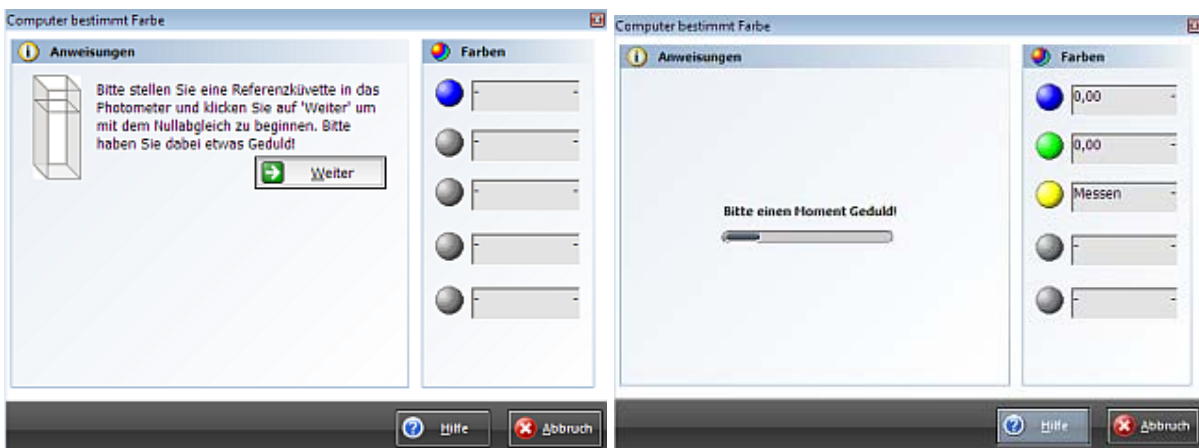 Computer bestimmt Farbe
Anweisungen
Bitte stellen Sie eine Referenzküvette in das
Photometer und klicken Sie auf 'Weiter' um
mit dem Nullabgleich zu beginnen. Bitte
haben Sie dabei etwas Geduld!
Weiter
Farben
- -
- -
- -
- -
- -
Hilfe
Abbruch
Computer bestimmt Farbe
Anweisungen
Bitte einen Moment Geduld!
Farben
0,00 -
0,00 -
Messen -
- -
- -
Hilfe
Abbruch